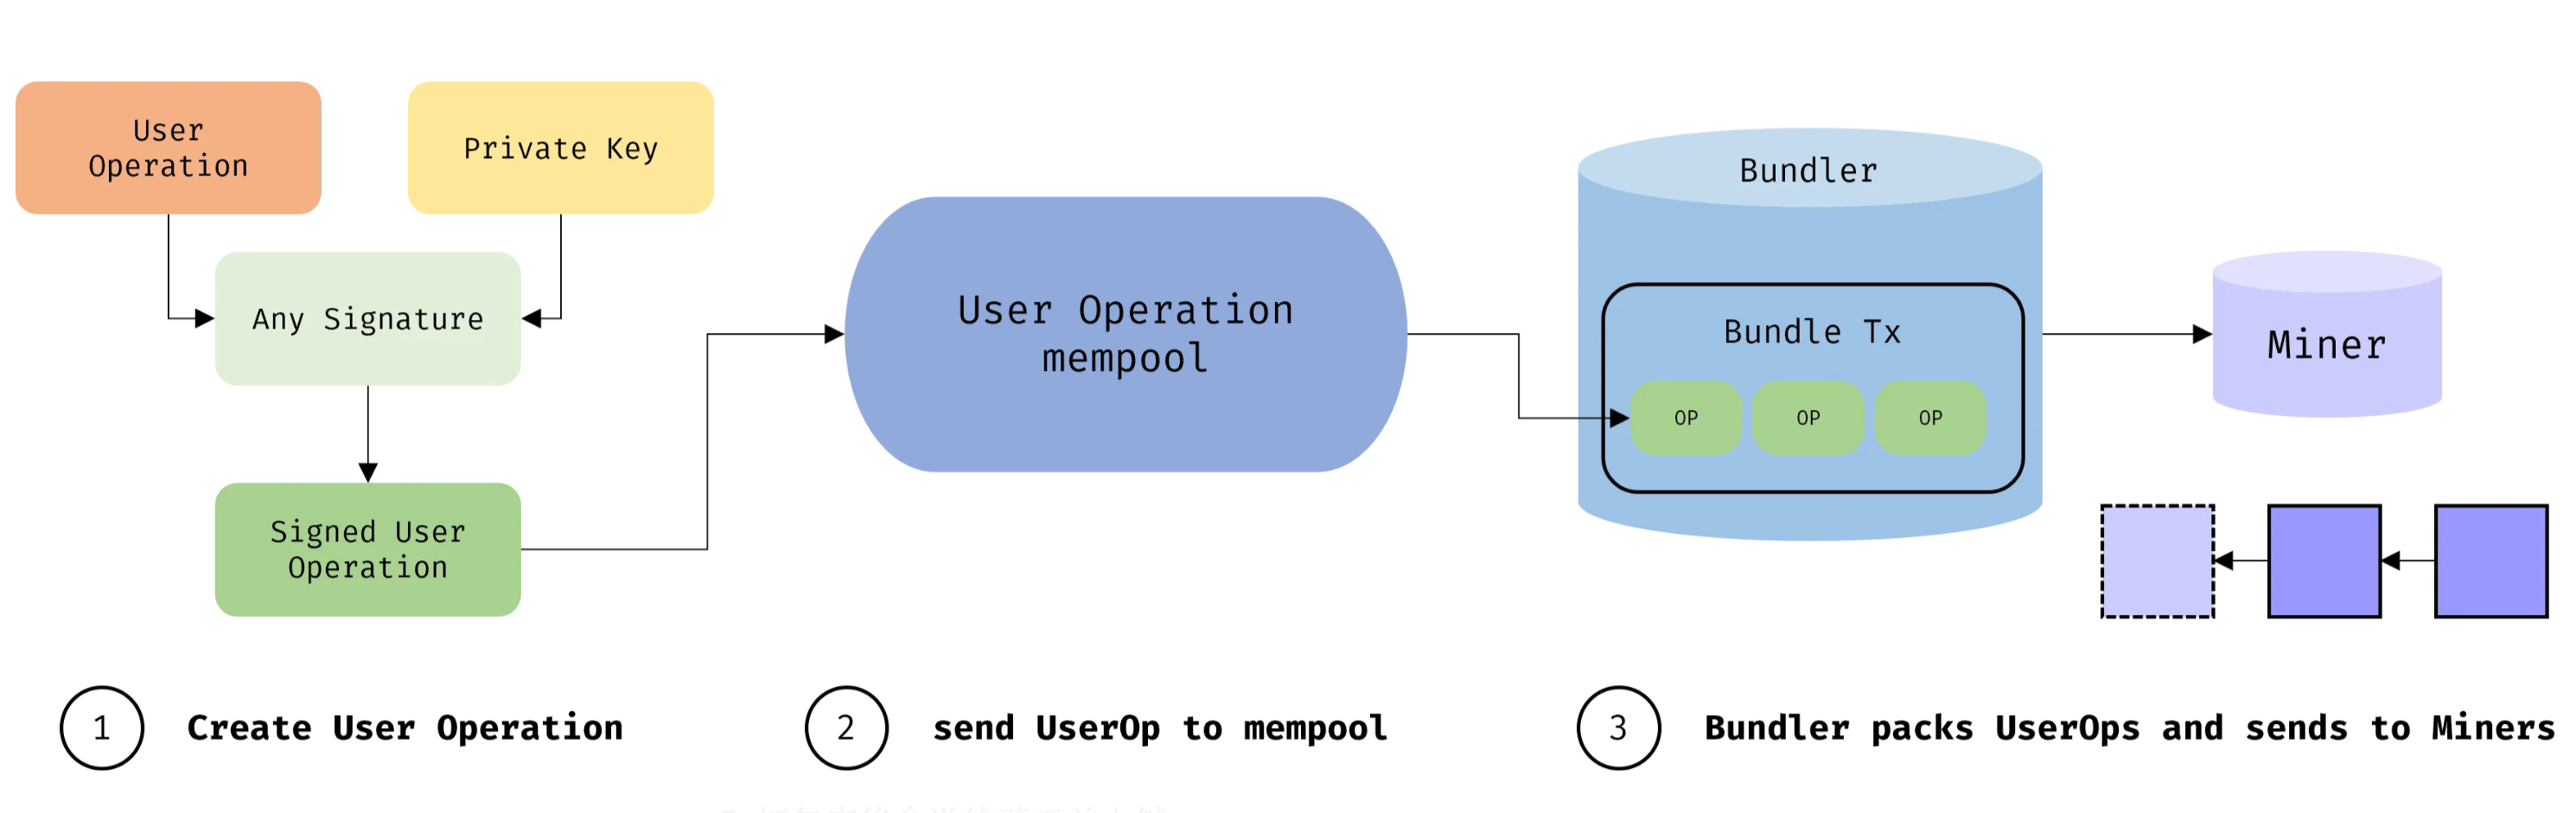 User
Operation
Private Key
Any Signature
Signed User
Operation
User Operation
mempool
Bundler
Bundle Tx
OP
OP
OP
Miner
1
Create User Operation
2
send UserOp to mempool
3
Bundler packs UserOps and sends to Miners